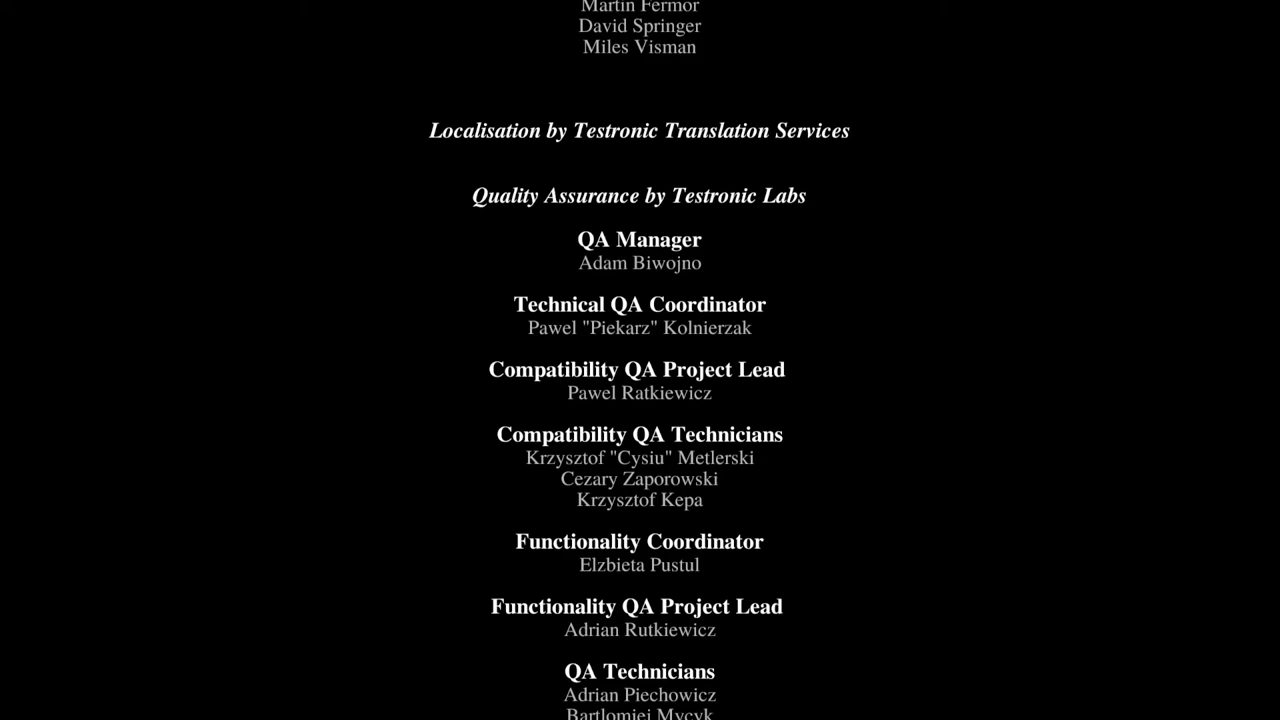 Martin Fermor
David Springer
Miles Visman
Localisation by Testronic Translation Services
Quality Assurance by Testronic Labs
QA Manager
Adam Biwojno
Technical QA Coordinator
Pawel "Piekarz" Kolnierzak
Compatibility QA Project Lead
Pawel Ratkiewicz
Compatibility QA Technicians
Krzysztof "Cysiu" Metlerski
Cezary Zaporowski
Krzysztof Kepa
Functionality Coordinator
Elzbieta Pustul
Functionality QA Project Lead
Adrian Rutkiewicz
QA Technicians
Adrian Piechowicz
Bartlomiej Mycyk